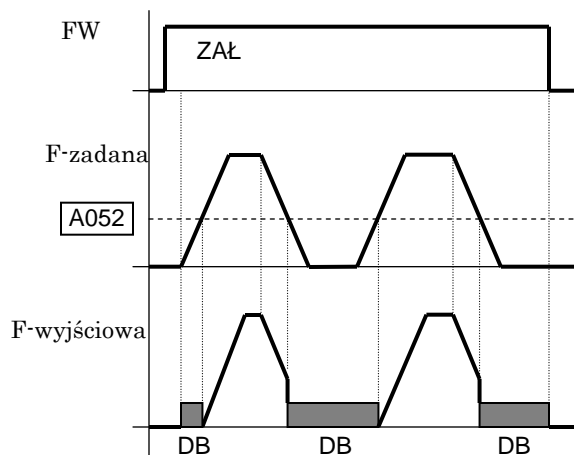 FW
ZAŁ
F-zadana
A052
F-wyjściowa
DB DB DB